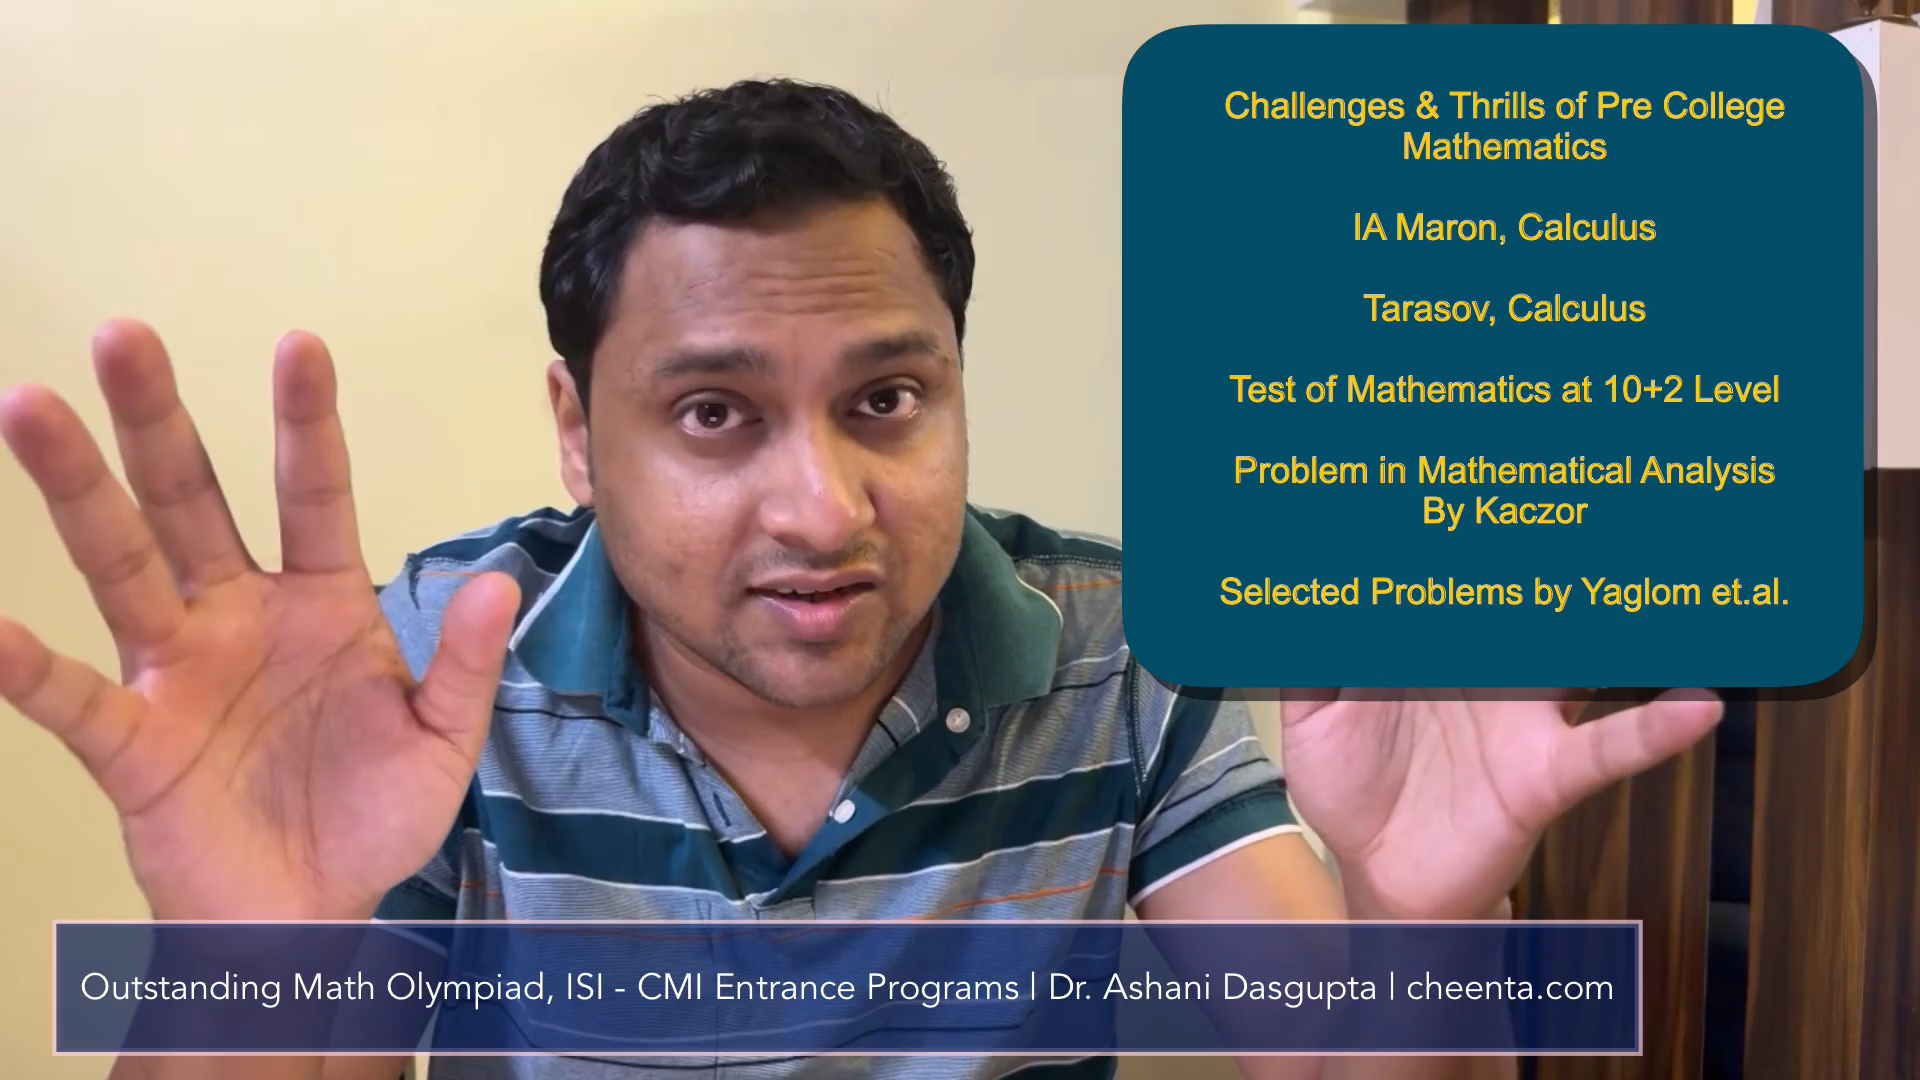 Challenges & Thrills of Pre College
Mathematics
IA Maron, Calculus
Tarasov, Calculus
Test of Mathematics at 10+2 Level
Problem in Mathematical Analysis
By Kaczor
Selected Problems by Yaglom et.al.
Outstanding Math Olympiad, ISI - CMI Entrance Programs | Dr. Ashani Dasgupta | cheenta.com